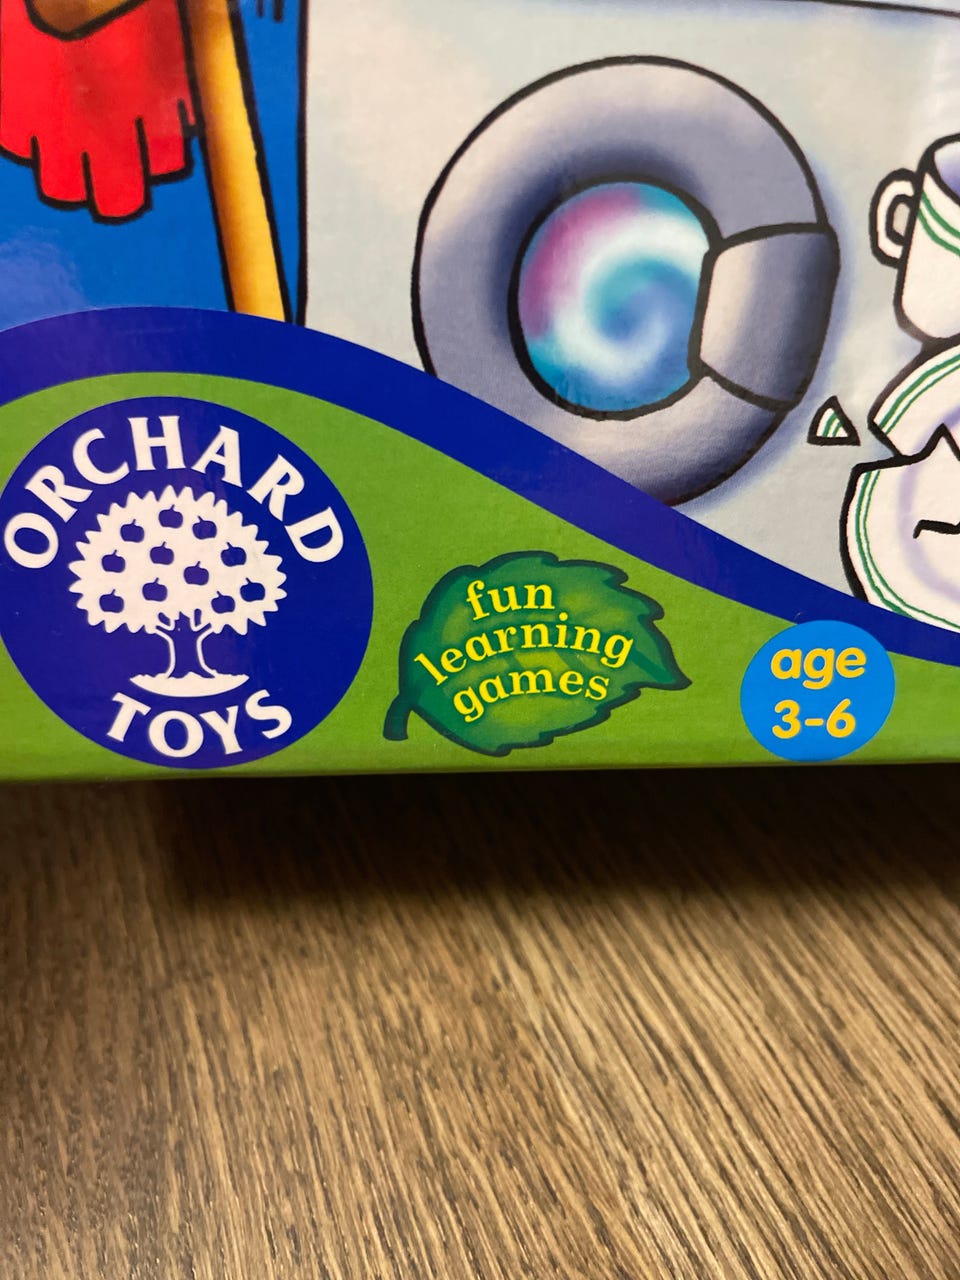 ORCHARD
TOYS
fun
learning
games
age
3-6